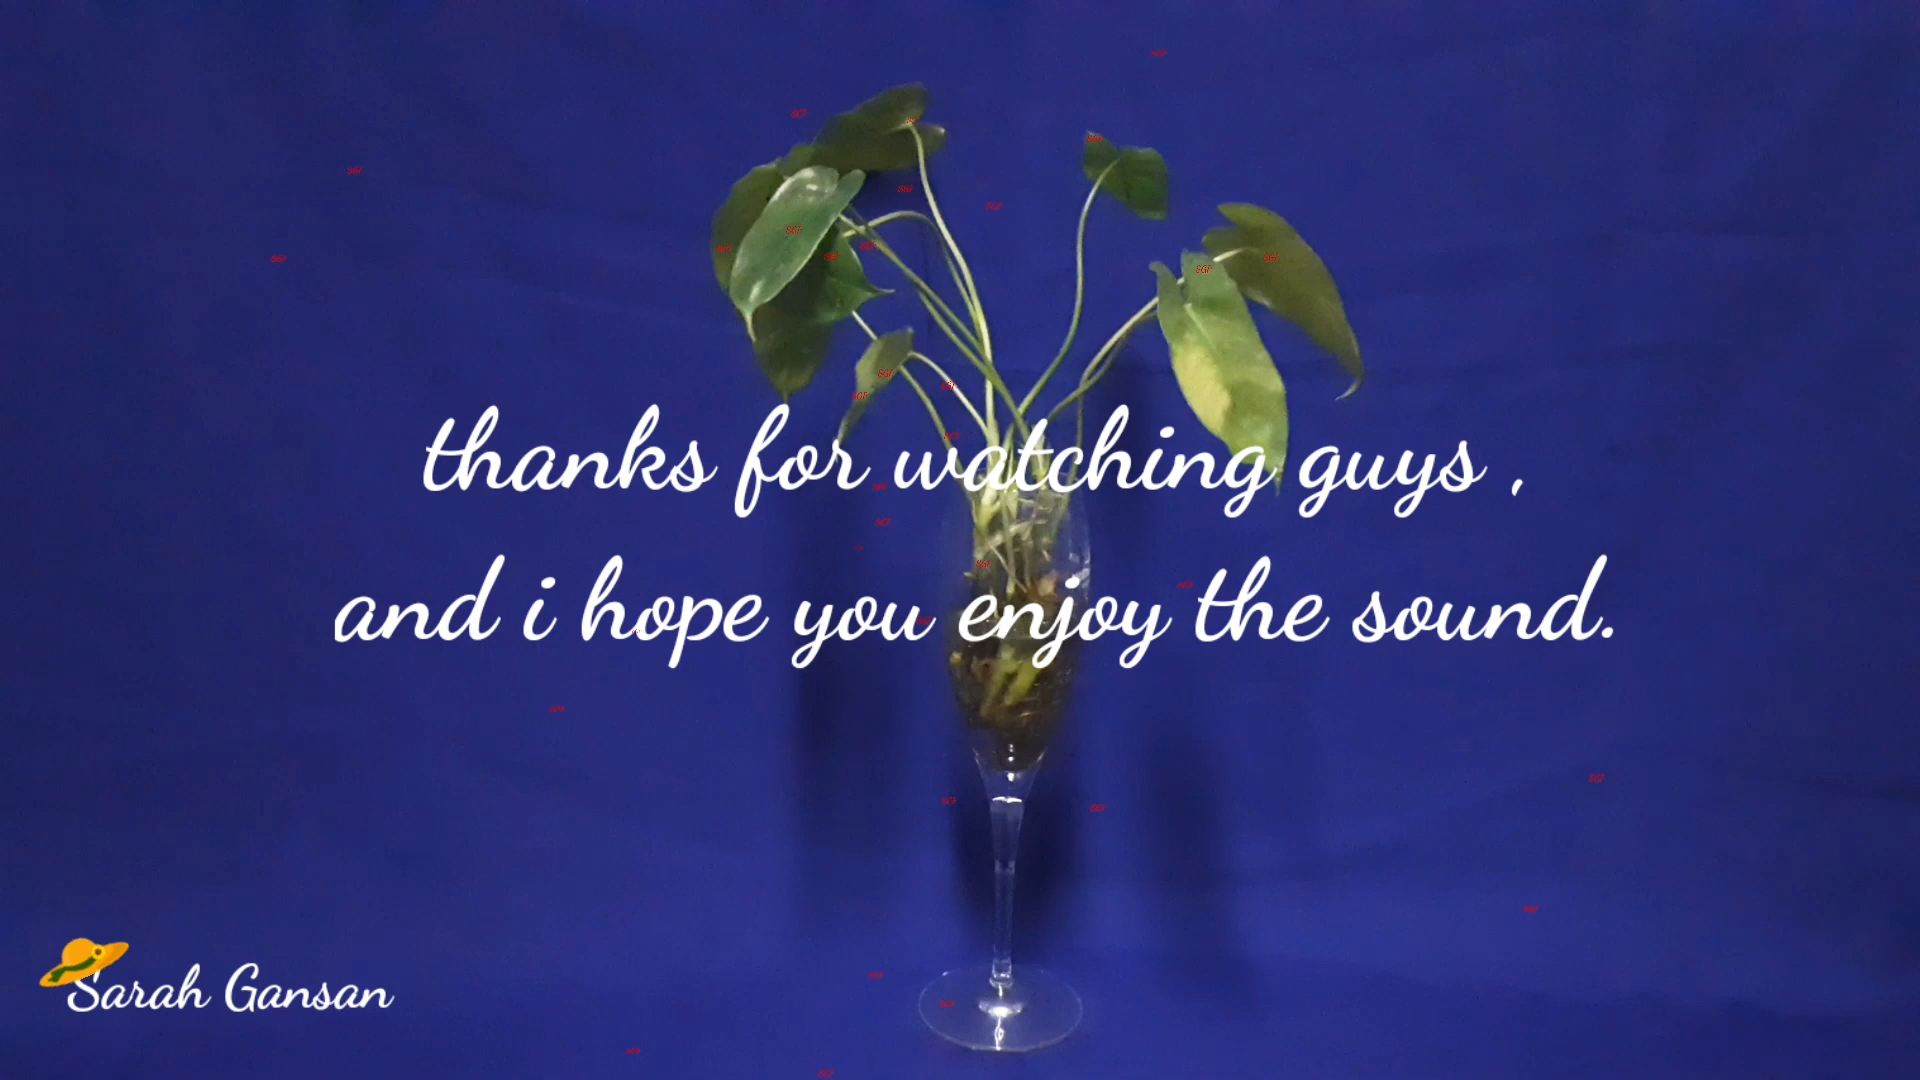 thanks for watching guys ,
and i hope you enjoy the sound.
Sarah Gansan